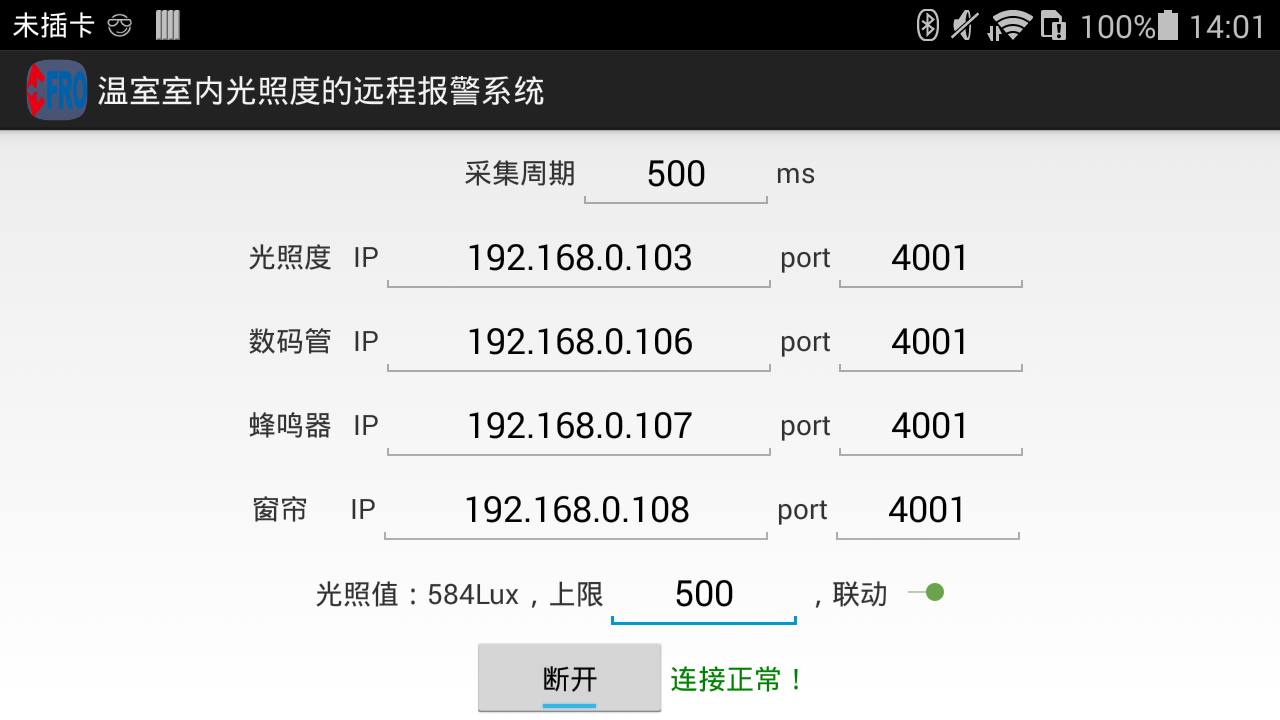 未插卡 100% 14:01
FRO 温室室内光照度的远程报警系统
采集周期 500 ms
光照度 IP 192.168.0.103 port 4001
数码管 IP 192.168.0.106 port 4001
蜂鸣器 IP 192.168.0.107 port 4001
窗帘 IP 192.168.0.108 port 4001
光照值：584Lux，上限 500 ，联动
断开 连接正常！